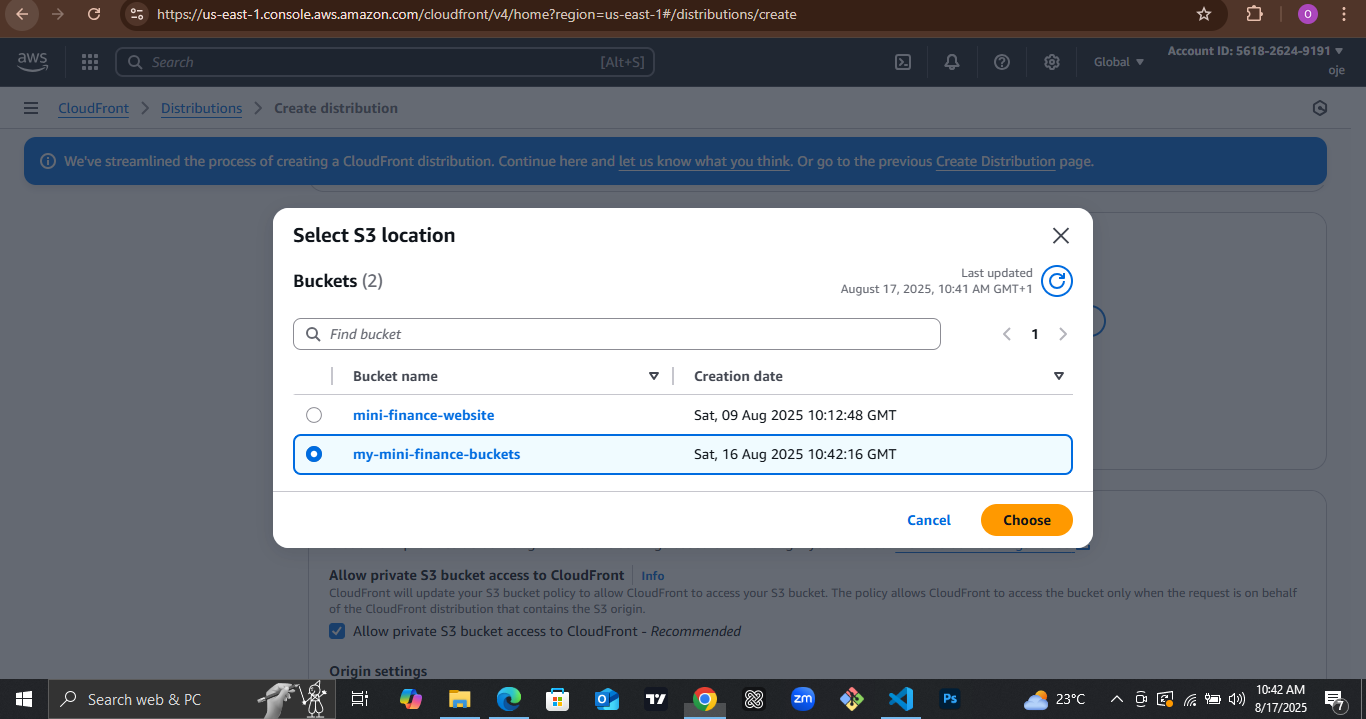 https://us-east-1.console.aws.amazon.com/cloudfront/v4/home?region=us-east-1#/distributions/create
O
aws
Search
[Alt+S]
Global
Account ID: 5618-2624-9191
oje
CloudFront
Distributions
Create distribution
We've streamlined the process of creating a CloudFront distribution. Continue here and let us know what you think. Or go to the previous Create Distribution page.
Select S3 location
Buckets (2)
Last updated
August 17, 2025, 10:41 AM GMT+1
Find bucket
1
Bucket name
Creation date
mini-finance-website
Sat, 09 Aug 2025 10:12:48 GMT
my-mini-finance-buckets
Sat, 16 Aug 2025 10:42:16 GMT
Cancel
Choose
Allow private S3 bucket access to CloudFront
Info
CloudFront will update your S3 bucket policy to allow CloudFront to access your S3 bucket. The policy allows CloudFront to access the bucket only when the request is on behalf
of the CloudFront distribution that contains the S3 origin.
Allow private S3 bucket access to CloudFront - Recommended
Origin settings
Search web & PC
zm
Ps
23°C
10:42 AM
8/17/2025
7